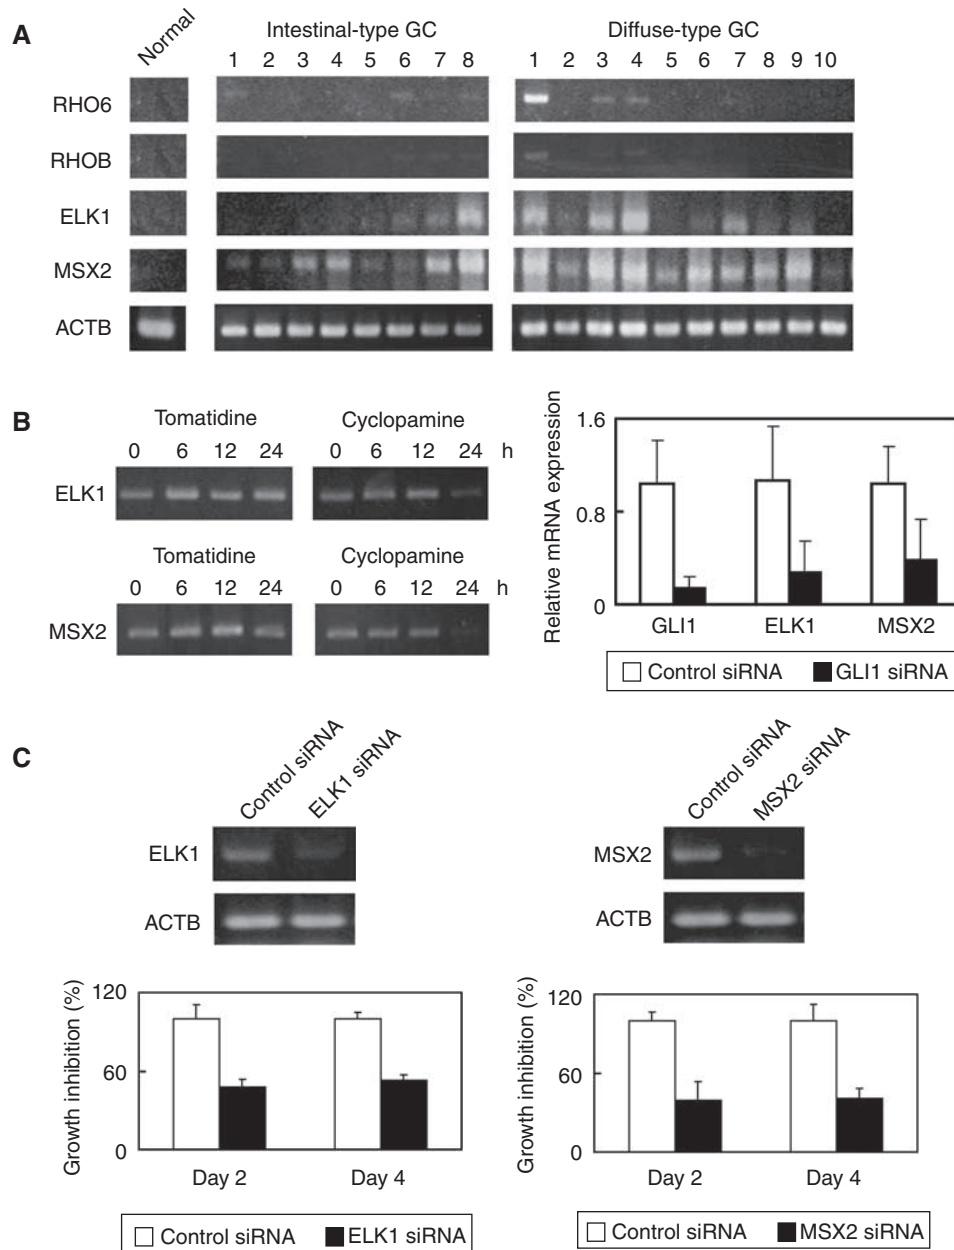 A
Normal
Intestinal-type GC
Diffuse-type GC
1 2 3 4 5 6 7 8
1 2 3 4 5 6 7 8 9 10
RHO6
RHOB
ELK1
MSX2
ACTB
B
Tomatidine
Cyclopamine
0 6 12 24
0 6 12 24 h
ELK1
Tomatidine
Cyclopamine
0 6 12 24
0 6 12 24 h
MSX2
Relative mRNA expression
1.6
0.8
0
GLI1 ELK1 MSX2
Control siRNA GLI1 siRNA
C
Control siRNA
ELK1 siRNA
ELK1
ACTB
Control siRNA
MSX2 siRNA
MSX2
ACTB
Growth inhibition (%)
120
60
0
Day 2 Day 4
Control siRNA ELK1 siRNA
Growth inhibition (%)
120
60
0
Day 2 Day 4
Control siRNA MSX2 siRNA